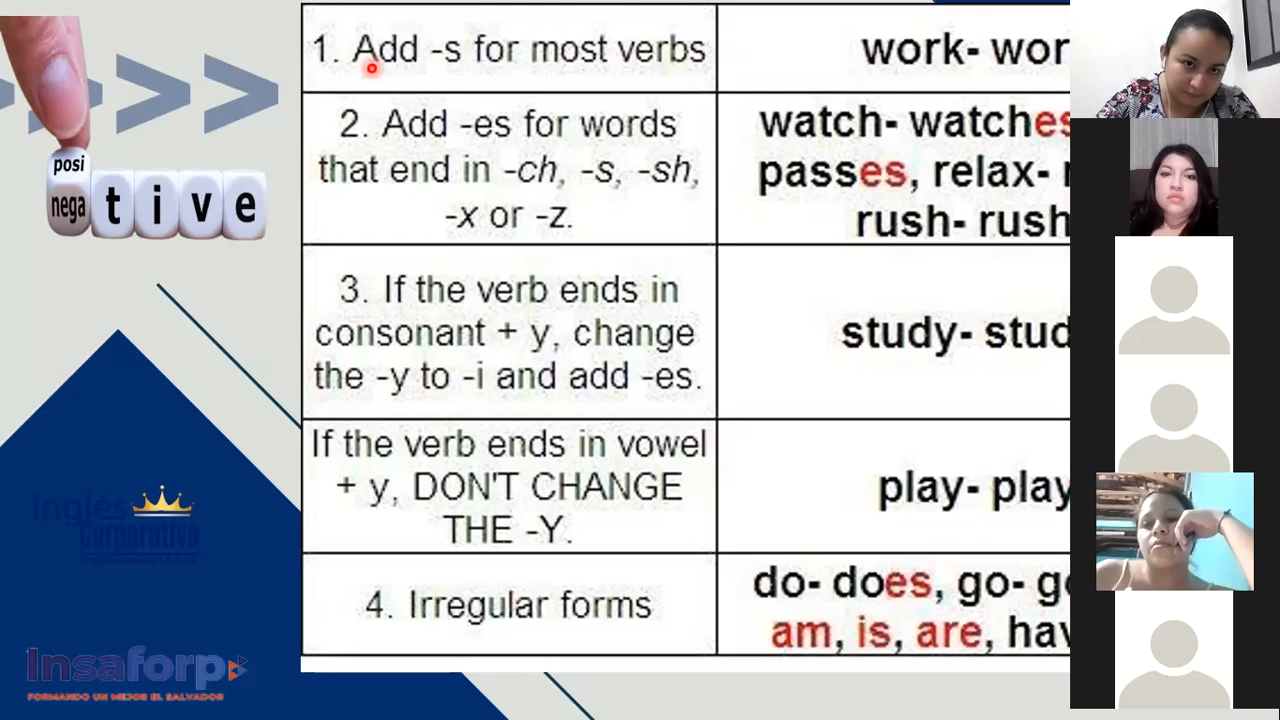 posi
nega
tive
1. Add -s for most verbs
work- wor
2. Add -es for words
that end in -ch, -s, -sh,
-x or -z.
watch- watches
passes, relax-
rush- rush
3. If the verb ends in
consonant + y, change
the -y to -i and add -es.
study- stud
If the verb ends in vowel
+ y, DON'T CHANGE
THE -Y.
play- play
4. Irregular forms
do- does, go- go
am, is, are, hav
Inglés
Corporativo
Insaforp
FORMANDO UN MEJOR EL SALVADOR